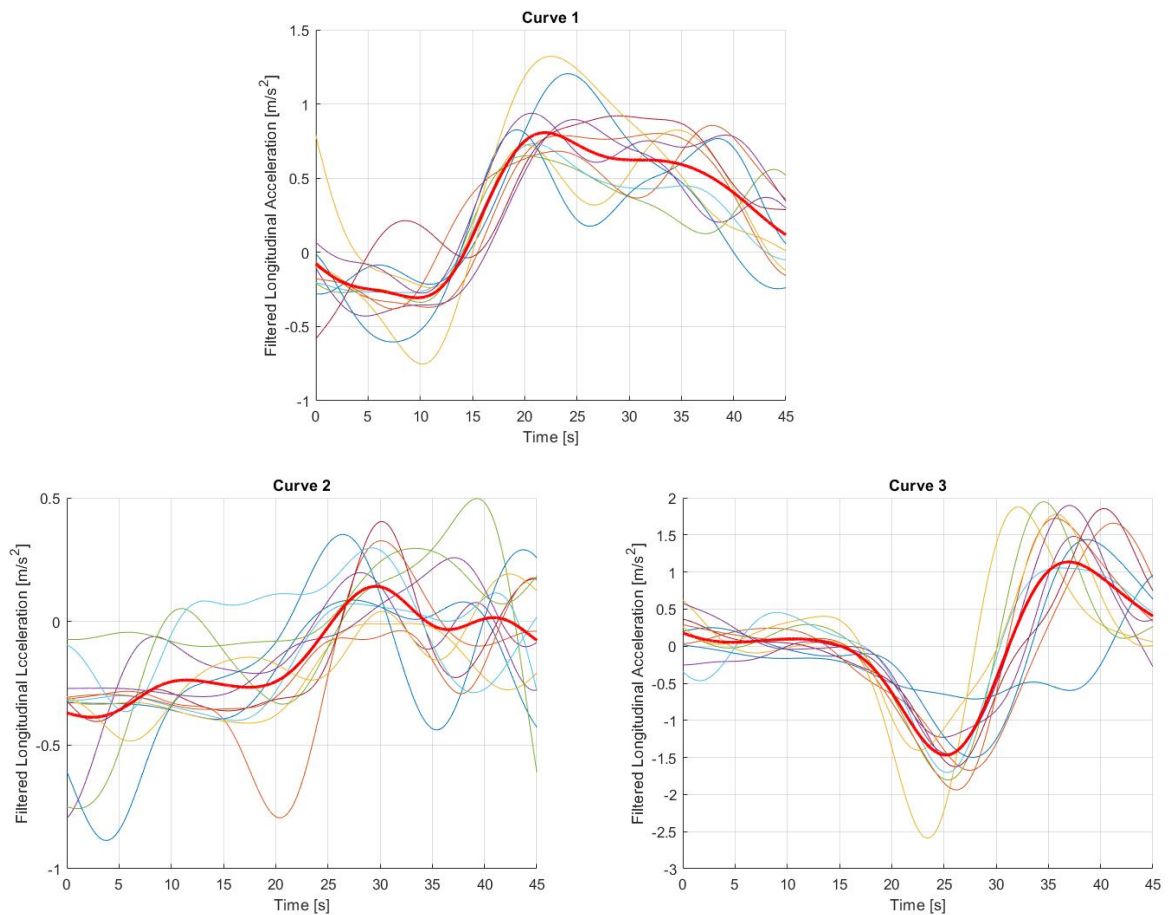 Curve 1
1.5
1
0.5
0
-0.5
-1
Filtered Longitudinal Acceleration [m/s²]
0 5 10 15 20 25 30 35 40 45
Time [s]
Curve 2
0.5
0
-0.5
-1
Filtered Longitudinal Lcceleration [m/s²]
0 5 10 15 20 25 30 35 40 45
Time [s]
Curve 3
2
1.5
1
0.5
0
-0.5
-1
-1.5
-2
-2.5
-3
Filtered Longitudinal Acceleration [m/s²]
0 5 10 15 20 25 30 35 40 45
Time [s]